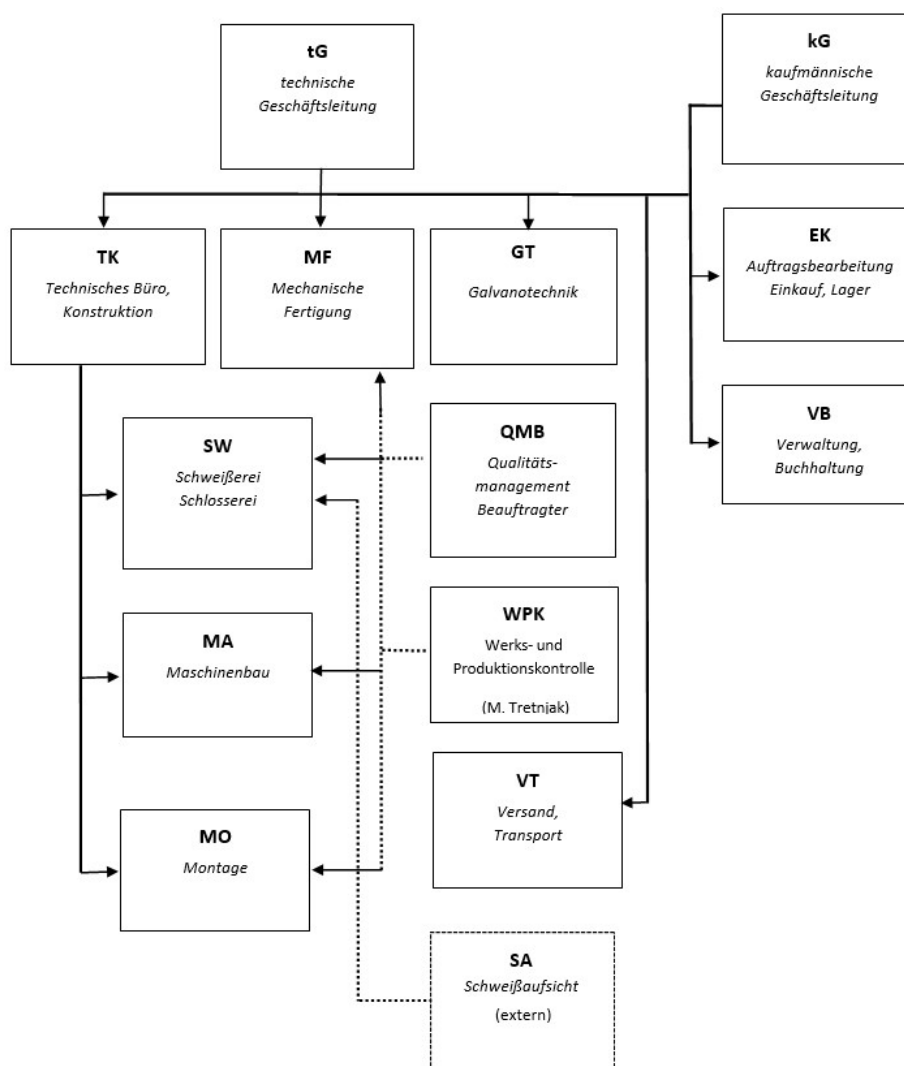 tG
technische
Geschäftsleitung
kG
kaufmännische
Geschäftsleitung
TK
Technisches Büro,
Konstruktion
MF
Mechanische
Fertigung
GT
Galvanotechnik
EK
Auftragsbearbeitung
Einkauf, Lager
VB
Verwaltung,
Buchhaltung
SW
Schweißerei
Schlosserei
QMB
Qualitäts-
management
Beauftragter
MA
Maschinenbau
WPK
Werks- und
Produktionskontrolle
(M. Tretnjak)
VT
Versand,
Transport
MO
Montage
SA
Schweißaufsicht
(extern)